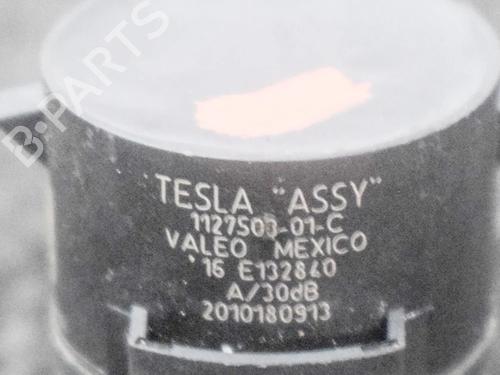 B-PARTS
TESLA "ASSY"
1127503-01-C
VALEO MEXICO
'16 E132840
A/30dB
2010180913